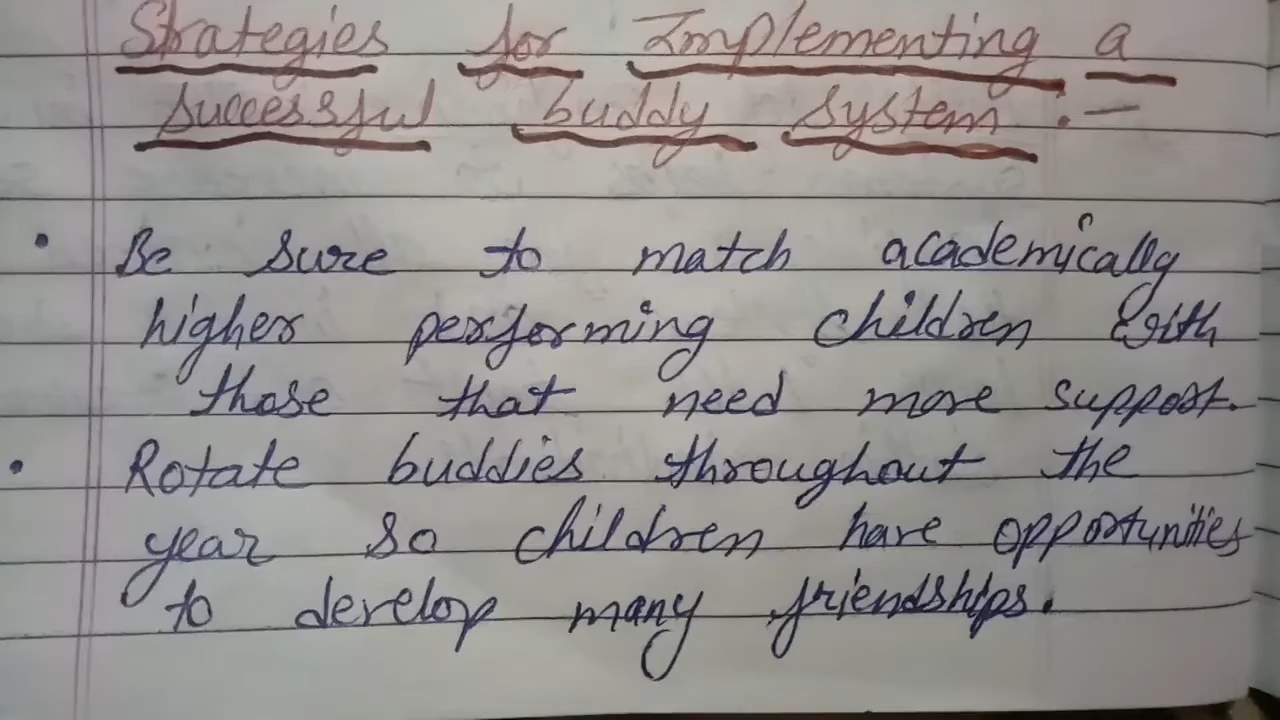 Strategies for Implementing a
successful buddy system :-
• Be sure to match academically
higher performing children with
those that need more support.
• Rotate buddies throughout the
year so children have opportunities
to develop many friendships.